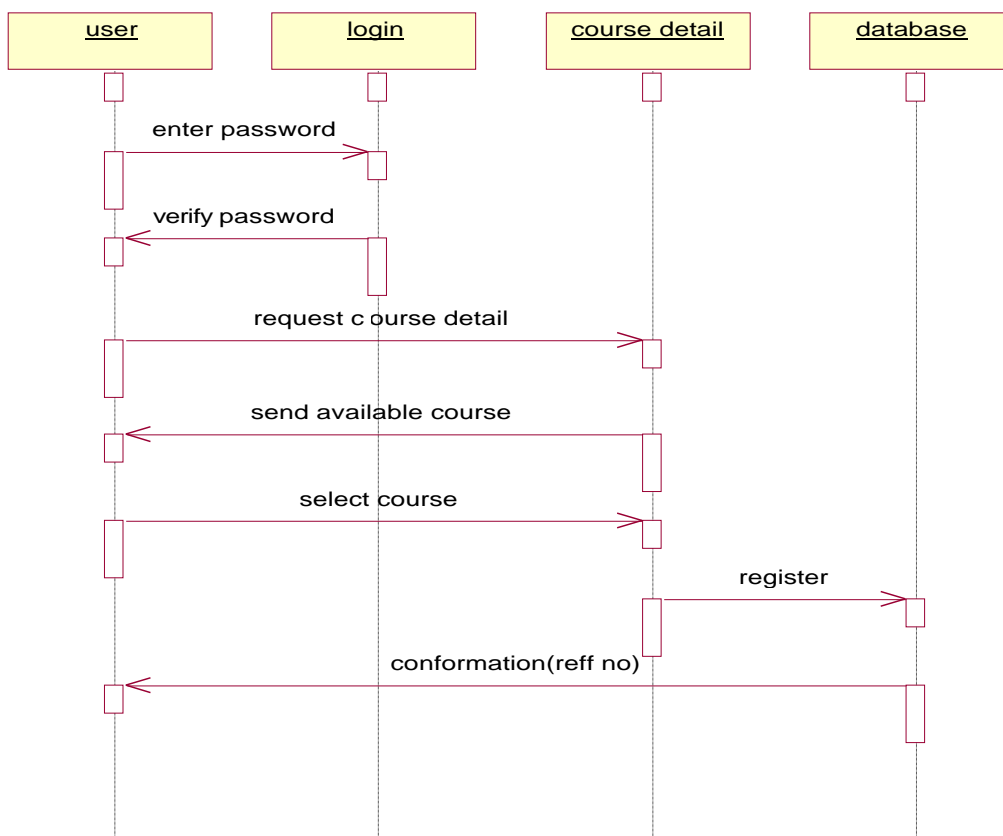 user
login
course detail
database
enter password
verify password
request course detail
send available course
select course
register
conformation(reff no)